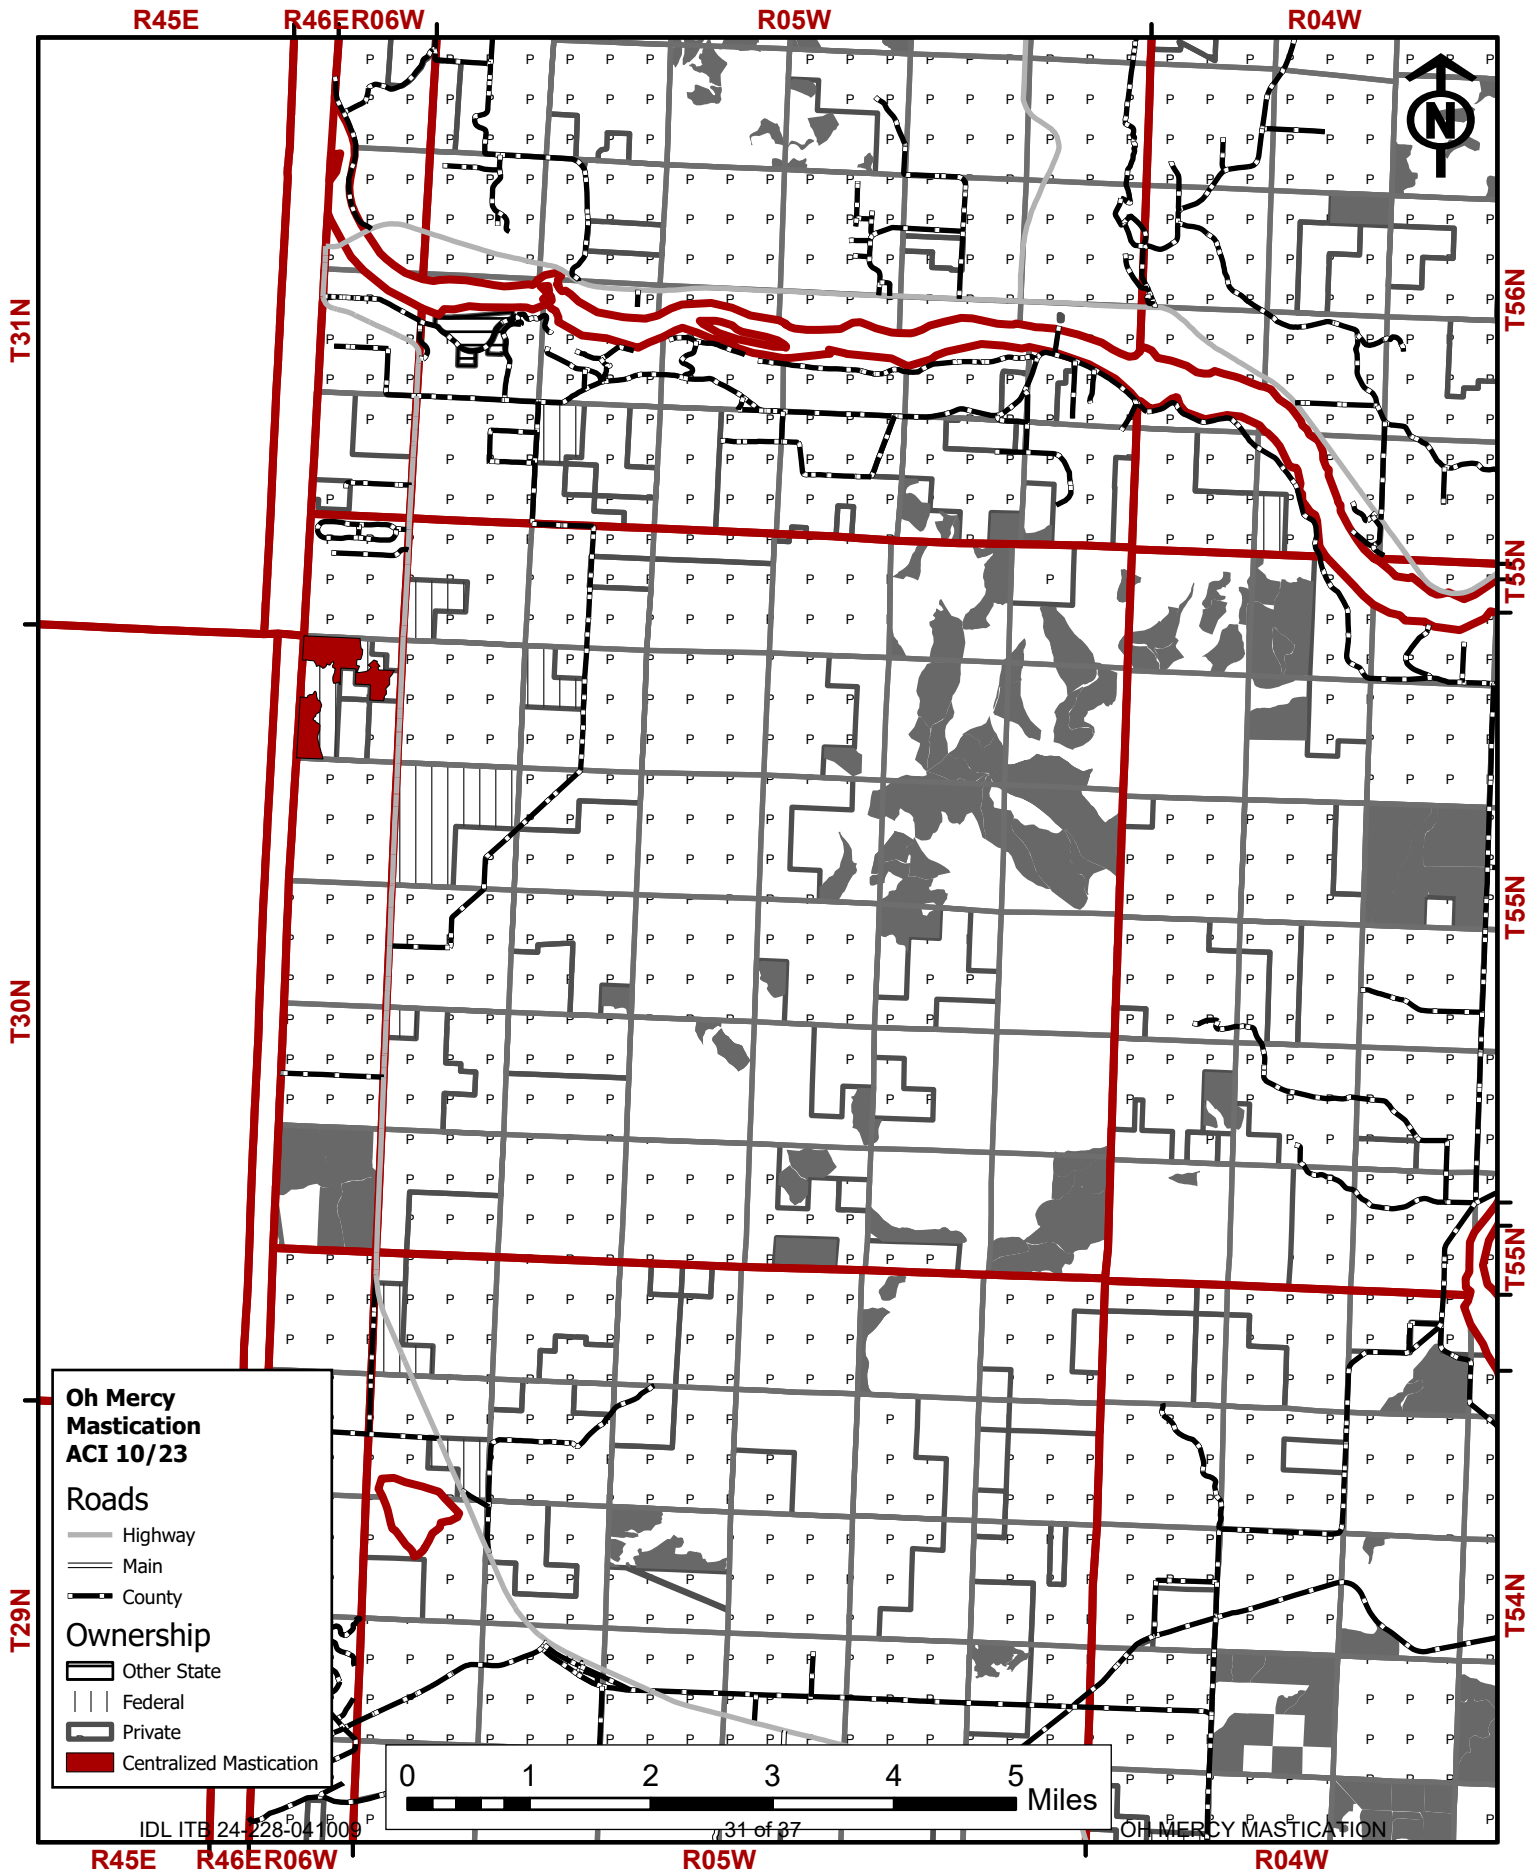 R45E R46E R06W R05W R04W
N
T31N
T56N
T55N
T55N
T30N
T55N
T29N
T54N
Oh Mercy
Mastication
ACI 10/23
Roads
Highway
Main
County
Ownership
Other State
Federal
Private
Centralized Mastication
0 1 2 3 4 5
Miles
IDL ITB 24-228-041009 31 of 37 OH MERCY MASTICATION
R45E R46E R06W R05W R04W